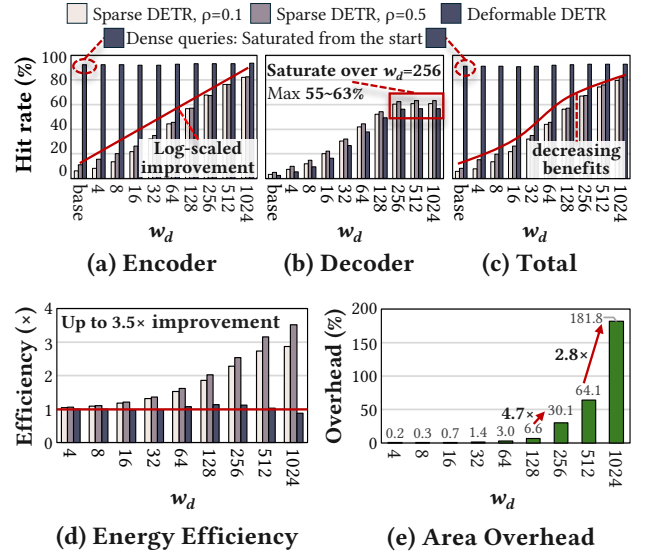 Sparse DETR, ρ=0.1 Sparse DETR, ρ=0.5 Deformable DETR
Dense queries: Saturated from the start
Hit rate (%)
100
80
60
40
20
0
Log-scaled
improvement
base 4 8 16 32 64 128 256 512 1024
w_d
(a) Encoder
Saturate over w_d=256
Max 55~63%
base 4 8 16 32 64 128 256 512 1024
w_d
(b) Decoder
decreasing
benefits
base 4 8 16 32 64 128 256 512 1024
w_d
(c) Total
Efficiency (×)
4
3
2
1
0
Up to 3.5× improvement
4 8 16 32 64 128 256 512 1024
w_d
(d) Energy Efficiency
Overhead (%)
200
150
100
50
0
0.2 0.3 0.7 1.4 3.0 6.6 30.1 64.1 181.8
4.7×
2.8×
4 8 16 32 64 128 256 512 1024
w_d
(e) Area Overhead